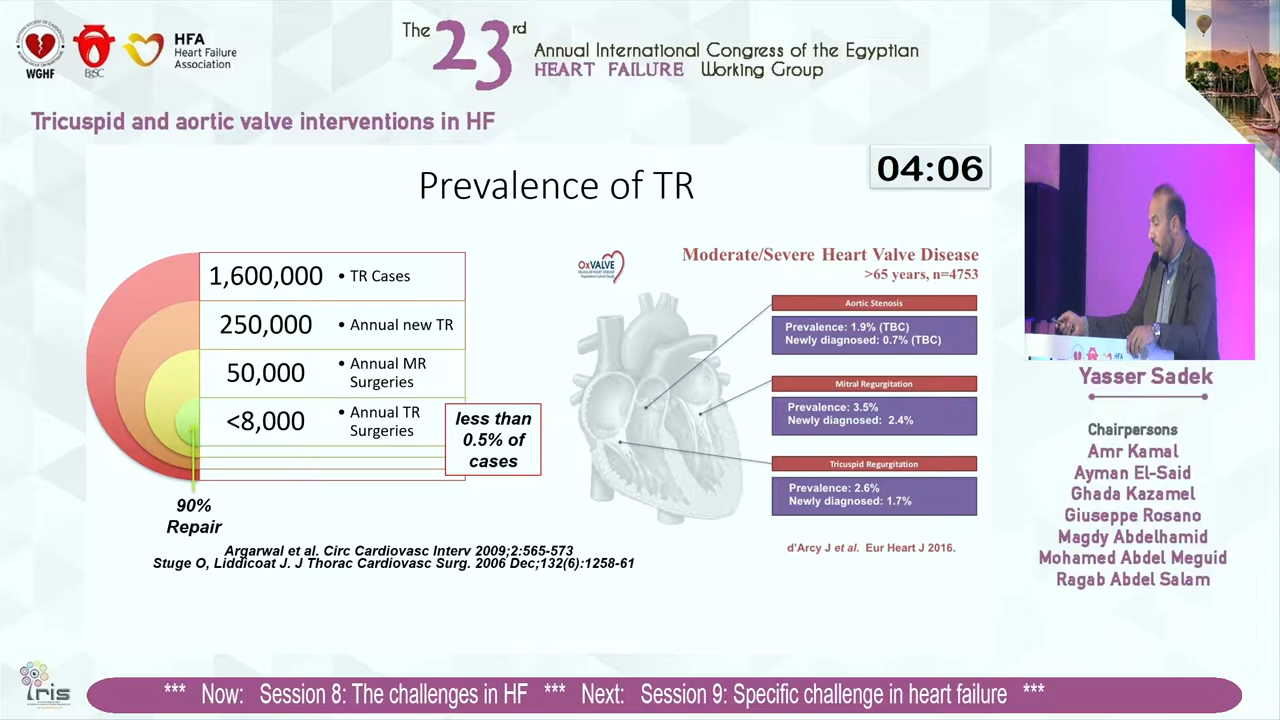 WGHF
EgSC
HFA
Heart Failure
Association
The 23rd
Annual International Congress of the Egyptian
HEART FAILURE Working Group
Tricuspid and aortic valve interventions in HF
Prevalence of TR
04:06
1,600,000 • TR Cases
250,000 • Annual new TR
50,000 • Annual MR
Surgeries
<8,000 • Annual TR
Surgeries
less than
0.5% of
cases
90%
Repair
Argarwal et al. Circ Cardiovasc Interv 2009;2:565-573
Stuge O, Liddicoat J. J Thorac Cardiovasc Surg. 2006 Dec;132(6):1258-61
OxVALVE
Moderate/Severe Heart Valve Disease
>65 years, n=4753
Aortic Stenosis
Prevalence: 1.9% (TBC)
Newly diagnosed: 0.7% (TBC)
Mitral Regurgitation
Prevalence: 3.5%
Newly diagnosed: 2.4%
Tricuspid Regurgitation
Prevalence: 2.6%
Newly diagnosed: 1.7%
d'Arcy J et al. Eur Heart J 2016.
Yasser Sadek
Chairpersons
Amr Kamal
Ayman El-Said
Ghada Kazamel
Giuseppe Rosano
Magdy Abdelhamid
Mohamed Abdel Meguid
Ragab Abdel Salam
Iris
*** Now: Session 8: The challenges in HF *** Next: Session 9: Specific challenge in heart failure ***